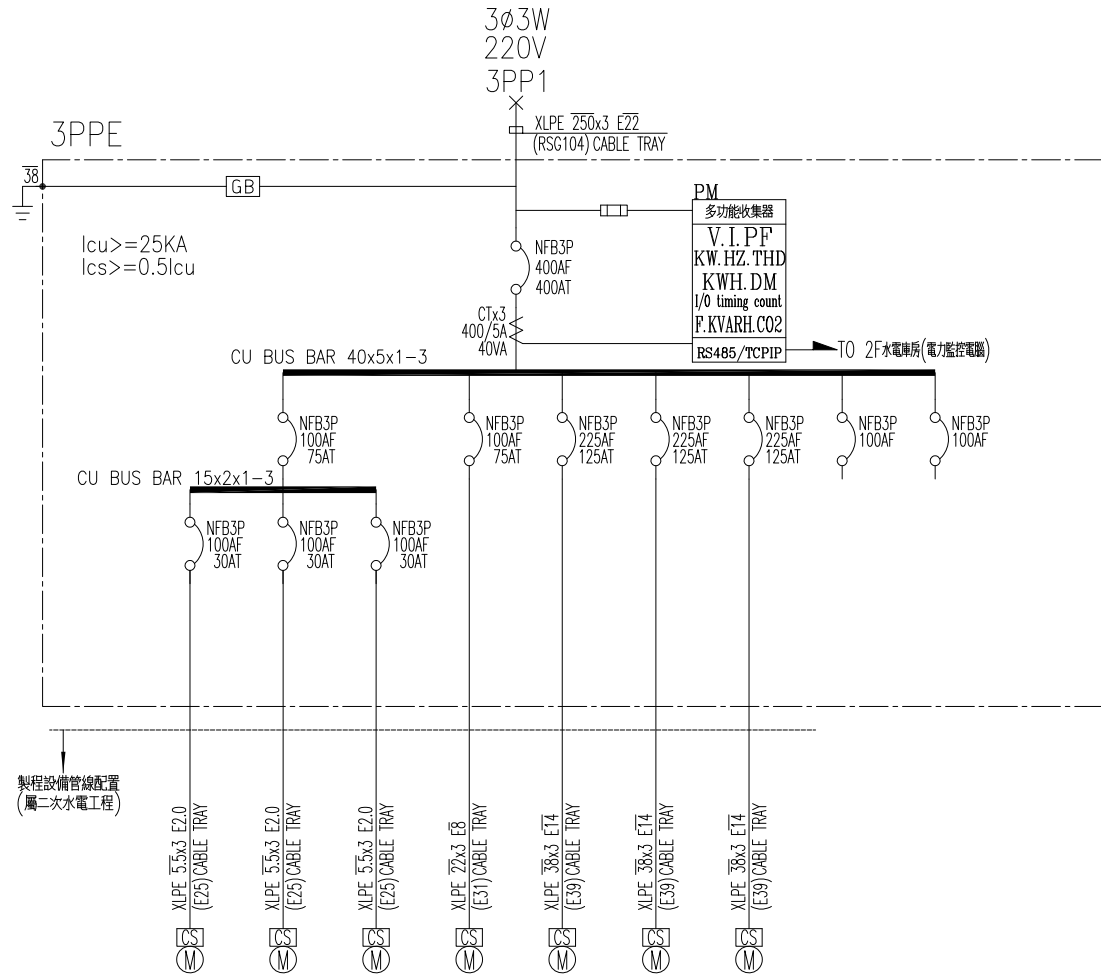 3ø3W
220V
3PP1
XLPE 250x3 E22
(RSG104) CABLE TRAY
3PPE
38
GB
Icu>=25KA
Ics>=0.5Icu
NFB3P
400AF
400AT
CTx3
400/5A
40VA
PM
多功能收集器
V.I.PF
KW.HZ.THD
KWH.DM
I/O timing count
F.KVARH.CO2
RS485/TCPIP
TO 2F水電庫房(電力監控電腦)
CU BUS BAR 40x5x1-3
NFB3P
100AF
75AT
NFB3P
100AF
75AT
NFB3P
225AF
125AT
NFB3P
225AF
125AT
NFB3P
225AF
125AT
NFB3P
100AF
NFB3P
100AF
CU BUS BAR 15x2x1-3
NFB3P
100AF
30AT
NFB3P
100AF
30AT
NFB3P
100AF
30AT
製程設備管線配置
(屬二次水電工程)
XLPE 5.5x3 E2.0
(E25) CABLE TRAY
XLPE 5.5x3 E2.0
(E25) CABLE TRAY
XLPE 5.5x3 E2.0
(E25) CABLE TRAY
XLPE 22x3 E8
(E31) CABLE TRAY
XLPE 38x3 E14
(E39) CABLE TRAY
XLPE 38x3 E14
(E39) CABLE TRAY
XLPE 38x3 E14
(E39) CABLE TRAY
CS
M
CS
M
CS
M
CS
M
CS
M
CS
M
CS
M